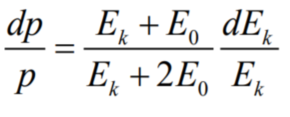 dp/p = (E_k + E_0)/(E_k + 2E_0) dE_k/E_k